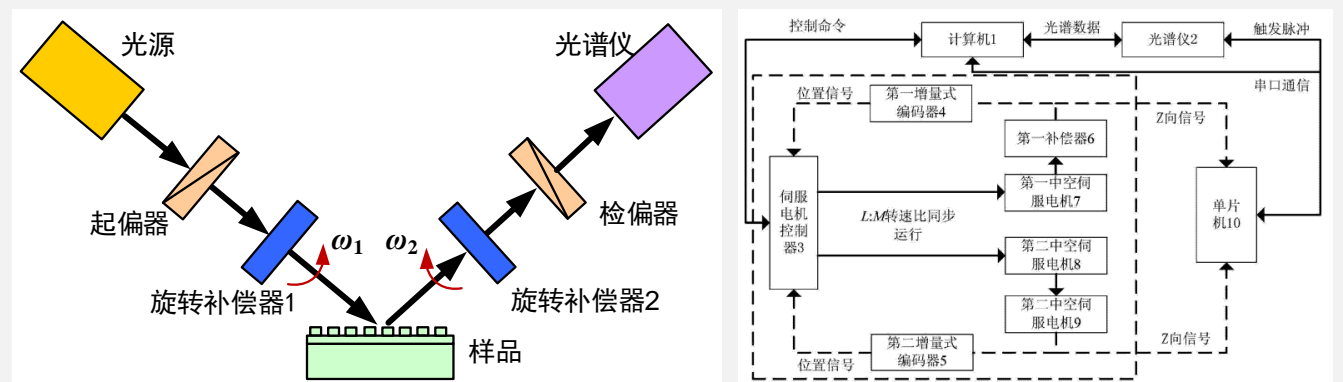 光源
光谱仪
起偏器
检偏器
ω₁
ω₂
旋转补偿器1
旋转补偿器2
样品
控制命令
计算机1
光谱数据
光谱仪2
触发脉冲
串口通信
位置信号
第一增量式
编码器4
Z向信号
第一补偿器6
伺服
电机
控制
器3
第一中空伺
服电机7
L:M转速比同步
运行
单片
机10
第二中空伺
服电机8
第二中空伺
服电机9
位置信号
第二增量式
编码器5
Z向信号